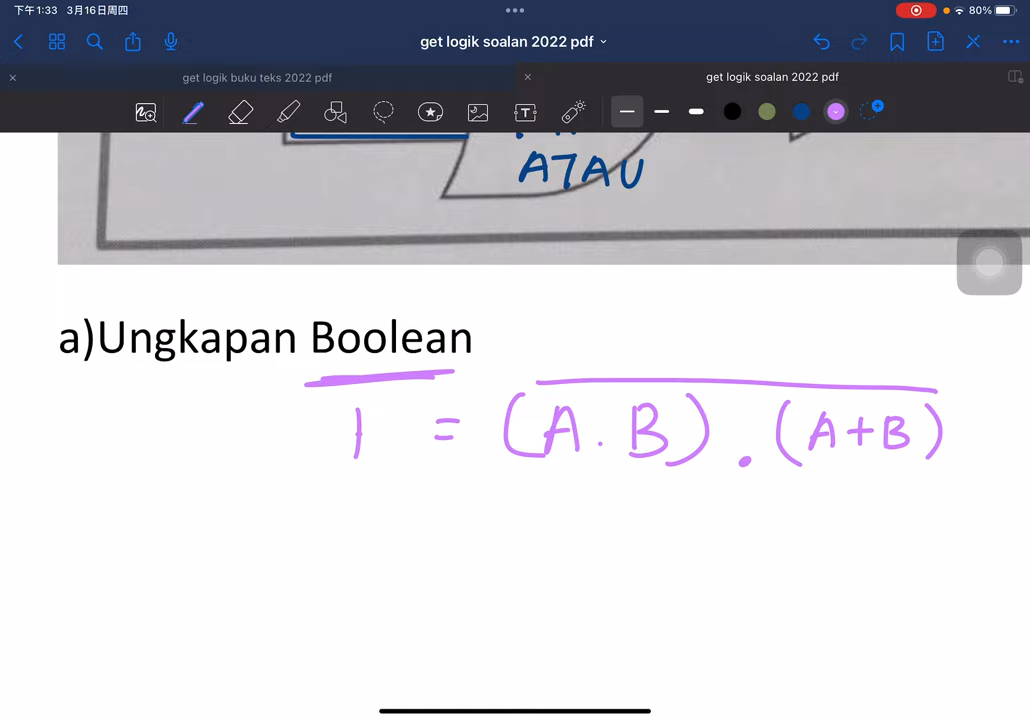 下午1:33 3月16日周四
80%
get logik soalan 2022 pdf
get logik buku teks 2022 pdf
get logik soalan 2022 pdf
ATAU
a)Ungkapan Boolean
1 = (A . B) . (A+B)